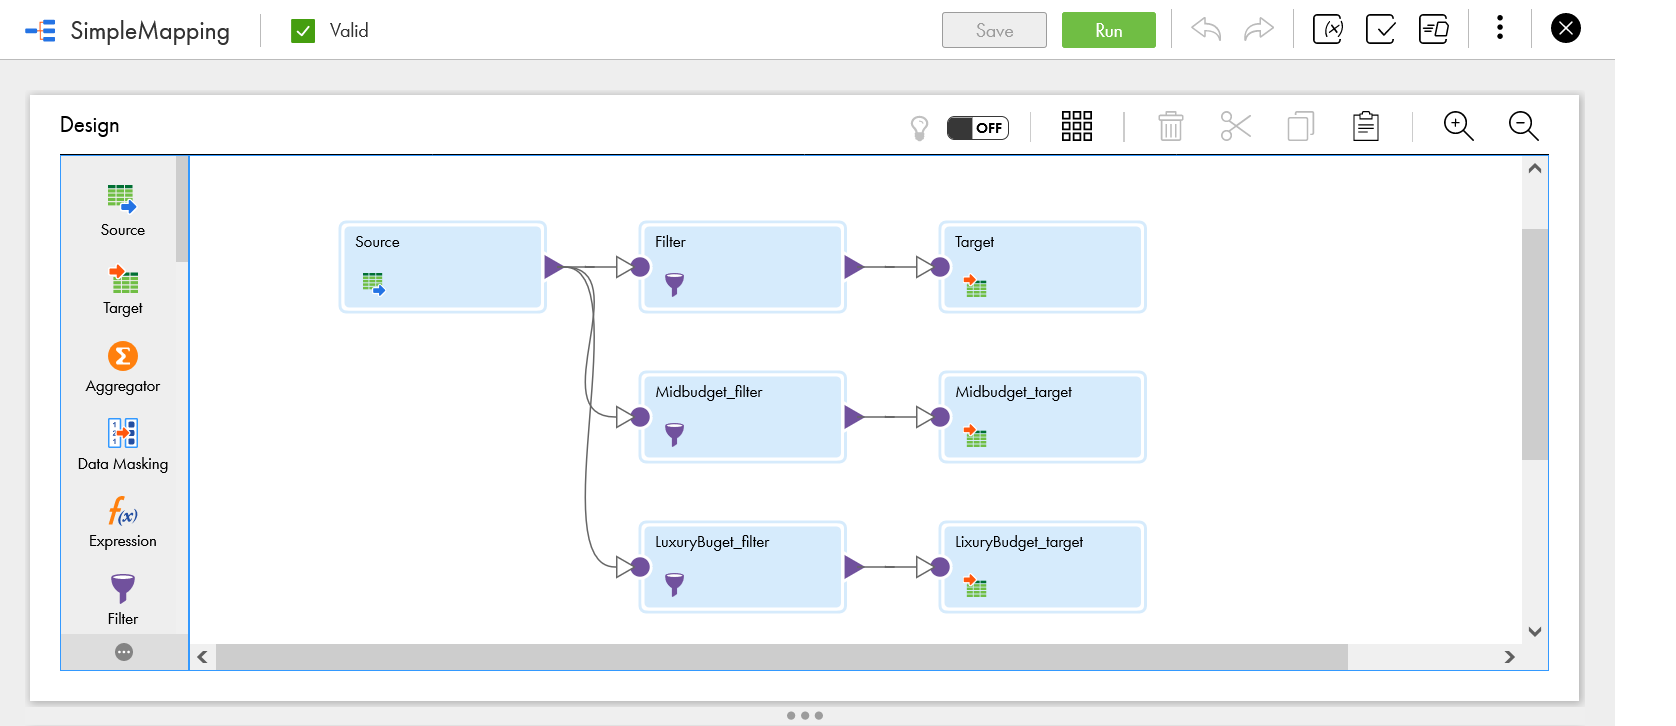 SimpleMapping
Valid
Save
Run
Design
OFF
Source
Target
Aggregator
Data Masking
Expression
Filter
Source
Filter
Target
Midbudget_filter
Midbudget_target
LuxuryBuget_filter
LixuryBudget_target